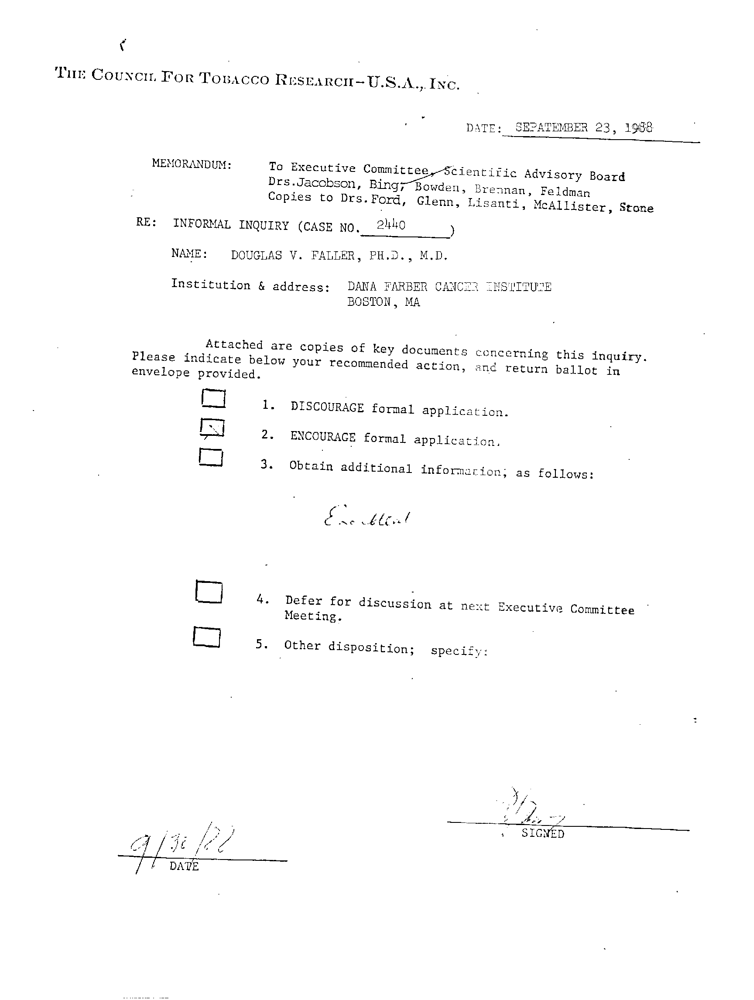 THE COUNCIL FOR TOBACCO RESEARCH-U.S.A., INC.
DATE: SEPATEMBER 23, 1988
MEMORANDUM: To Executive Committee, Scientific Advisory Board
Drs.Jacobson, Bing, Bowden, Brennan, Feldman
Copies to Drs.Ford, Glenn, Lisanti, McAllister, Stone
RE: INFORMAL INQUIRY (CASE NO. 2440 )
NAME: DOUGLAS V. FALLER, PH.D., M.D.
Institution & address: DANA FARBER CANCER INSTITUTE
BOSTON, MA
Attached are copies of key documents concerning this inquiry.
Please indicate below your recommended action, and return ballot in
envelope provided.
1. DISCOURAGE formal application.
2. ENCOURAGE formal application.
3. Obtain additional information; as follows:
Excellent
4. Defer for discussion at next Executive Committee
Meeting.
5. Other disposition; specify:
9/30/88
DATE
SIGNED